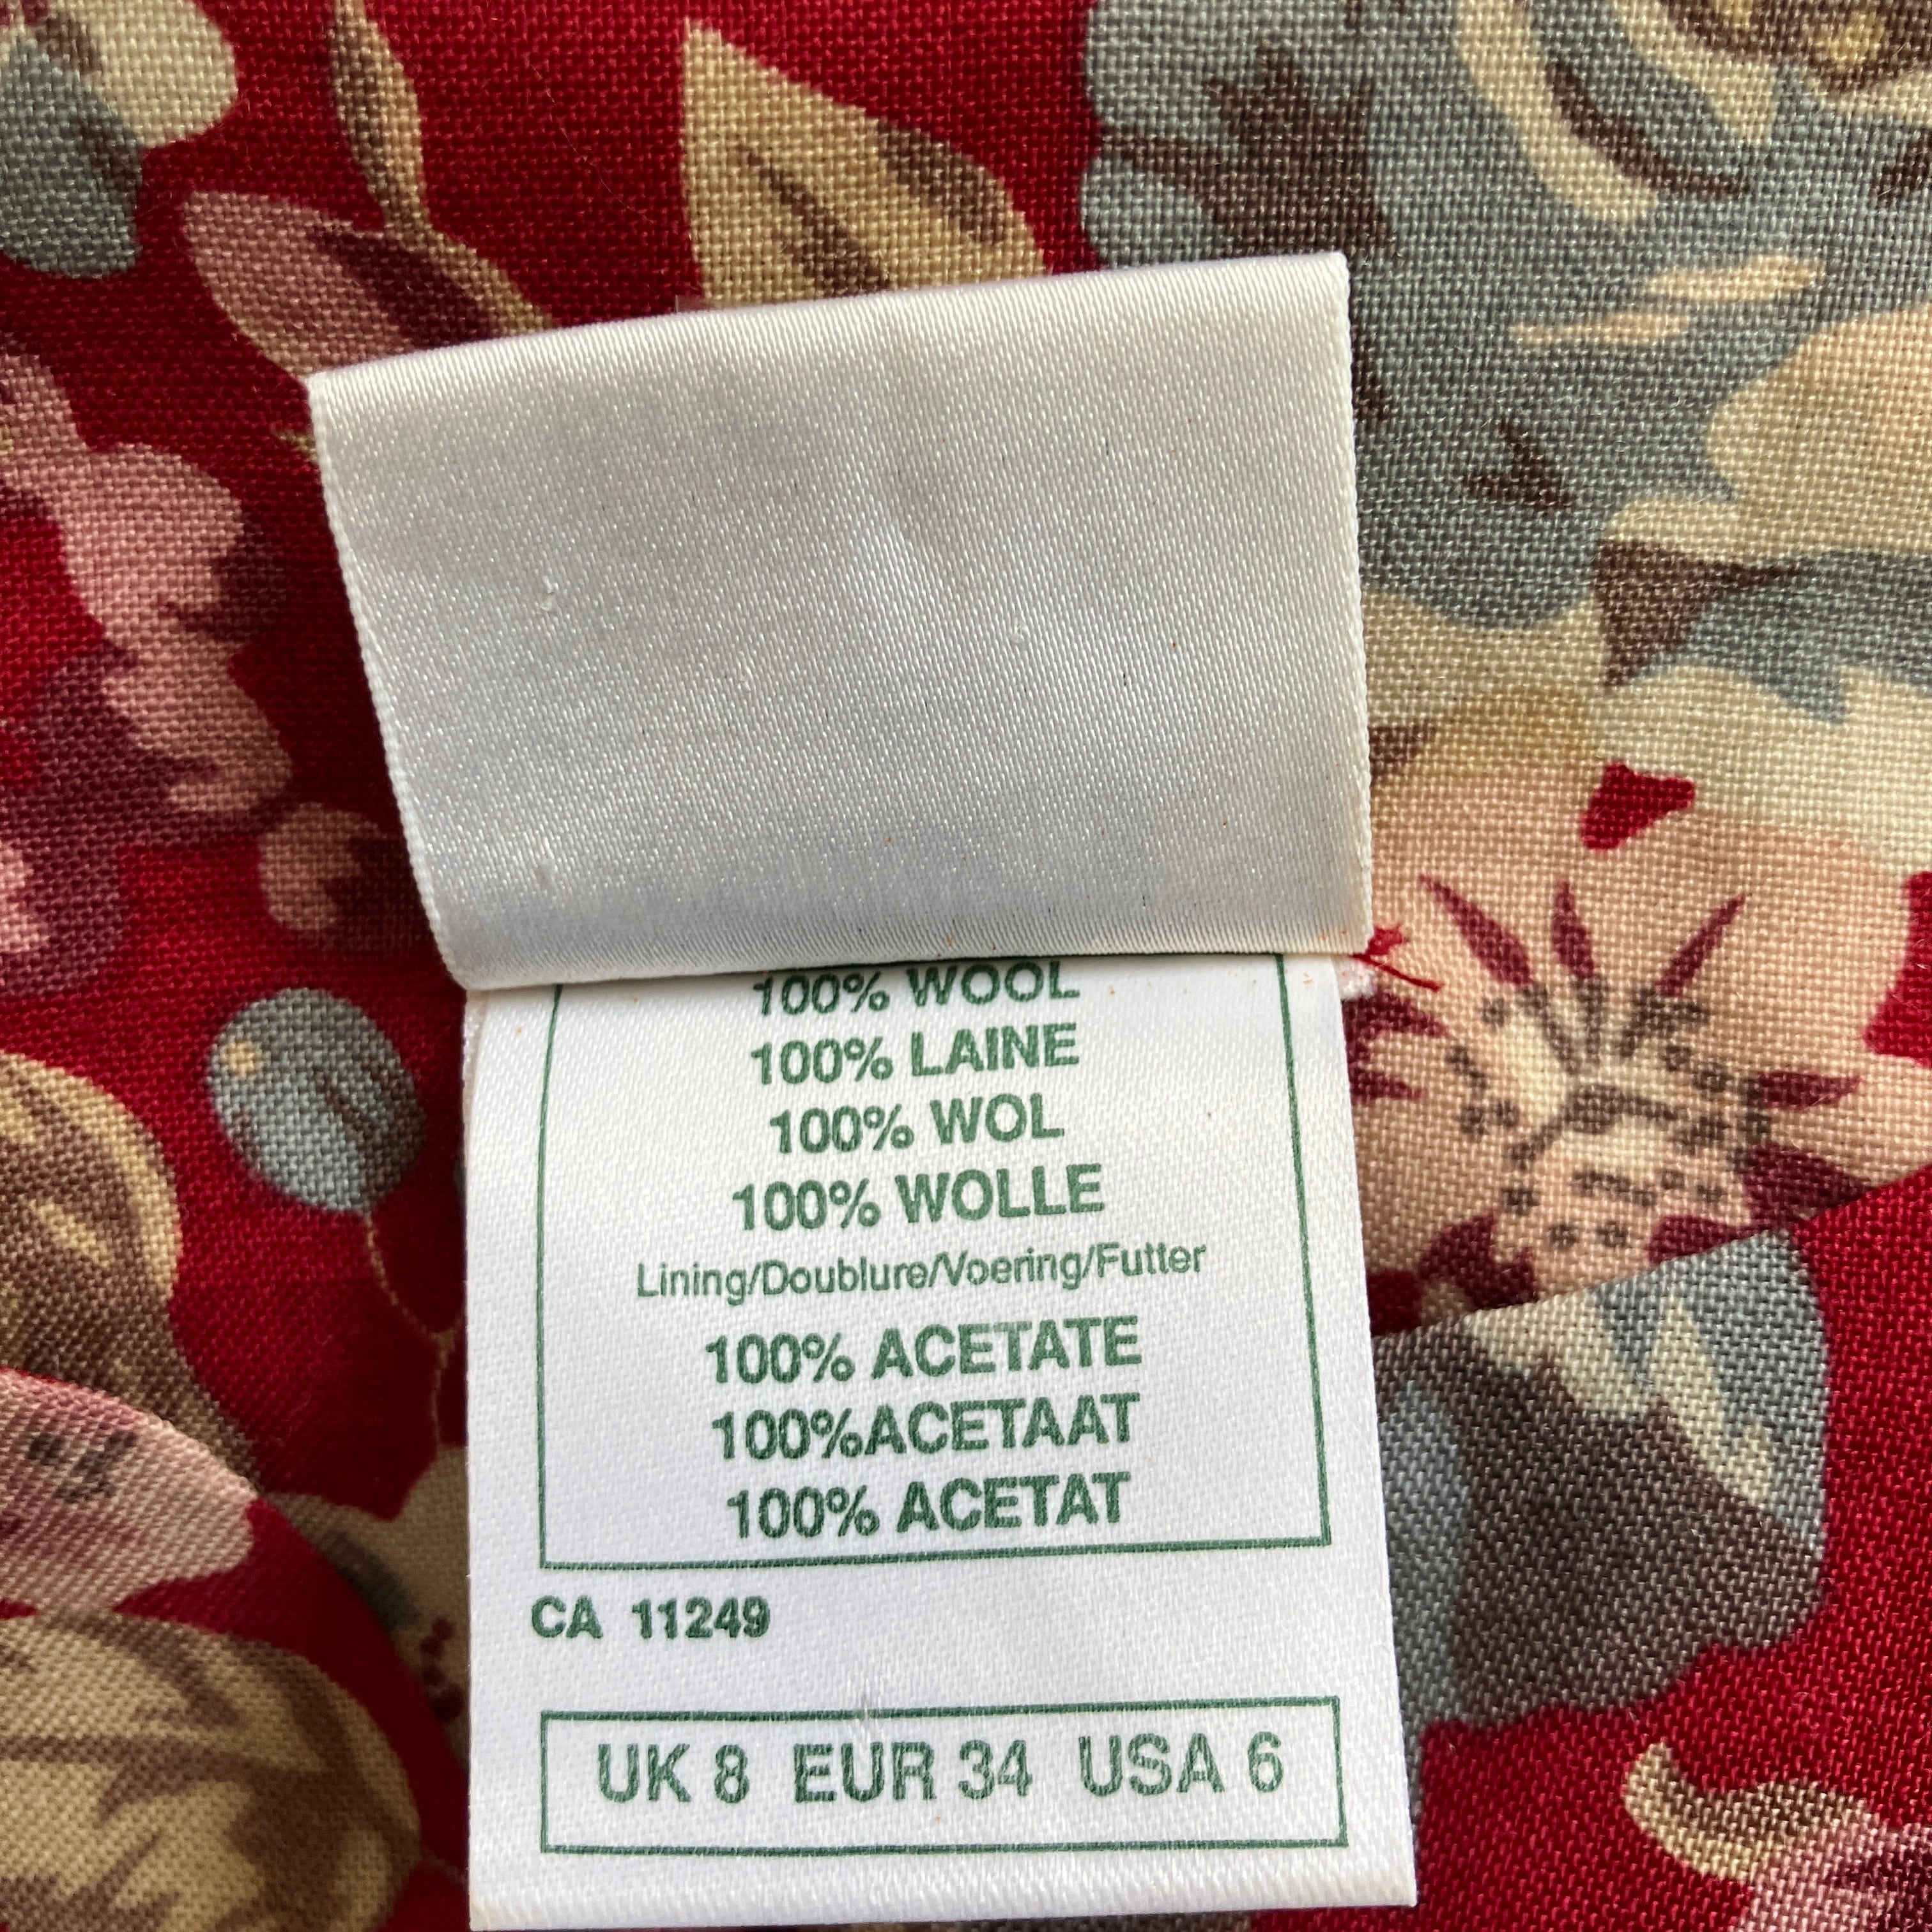 100% WOOL
100% LAINE
100% WOL
100% WOLLE
Lining/Doublure/Voering/Futter
100% ACETATE
100%ACETAAT
100% ACETAT
CA 11249
UK 8 EUR 34 USA 6